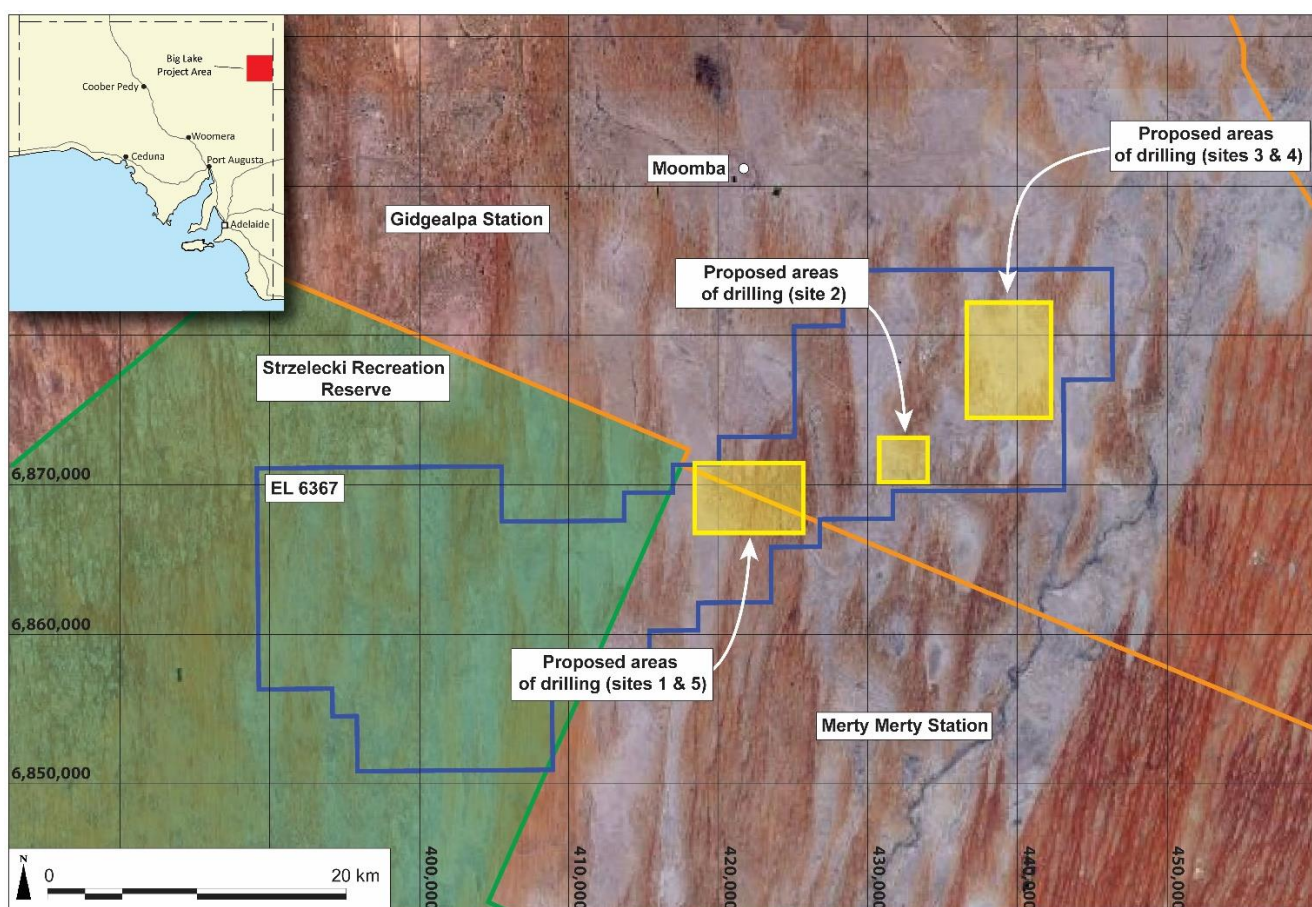 Big Lake
Project Area
Coober Pedy
Woomera
Ceduna
Port Augusta
Adelaide
Moomba
Proposed areas
of drilling (sites 3 & 4)
Gidgealpa Station
Proposed areas
of drilling (site 2)
Strzelecki Recreation
Reserve
6,870,000
EL 6367
6,860,000
Proposed areas
of drilling (sites 1 & 5)
Merty Merty Station
6,850,000
N
0
20 km
400,000
410,000
420,000
430,000
440,000
450,000